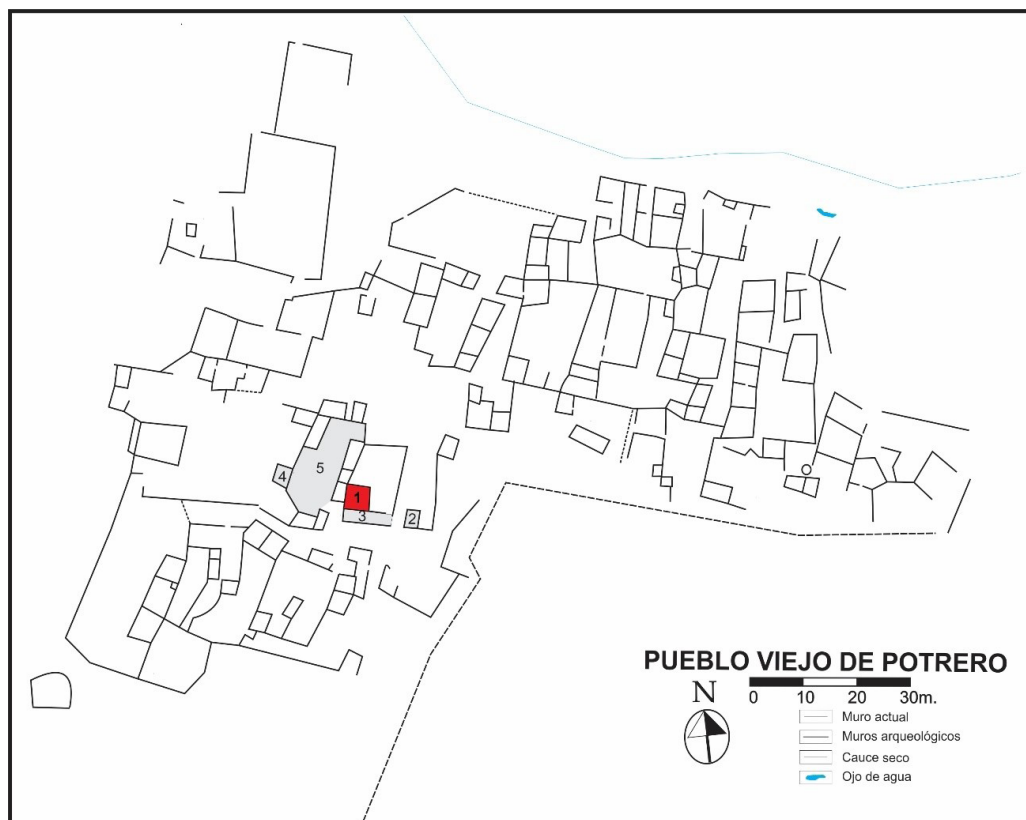 5
4
1
3
2
PUEBLO VIEJO DE POTRERO
N
0 10 20 30m.
Muro actual
Muros arqueológicos
Cauce seco
Ojo de agua